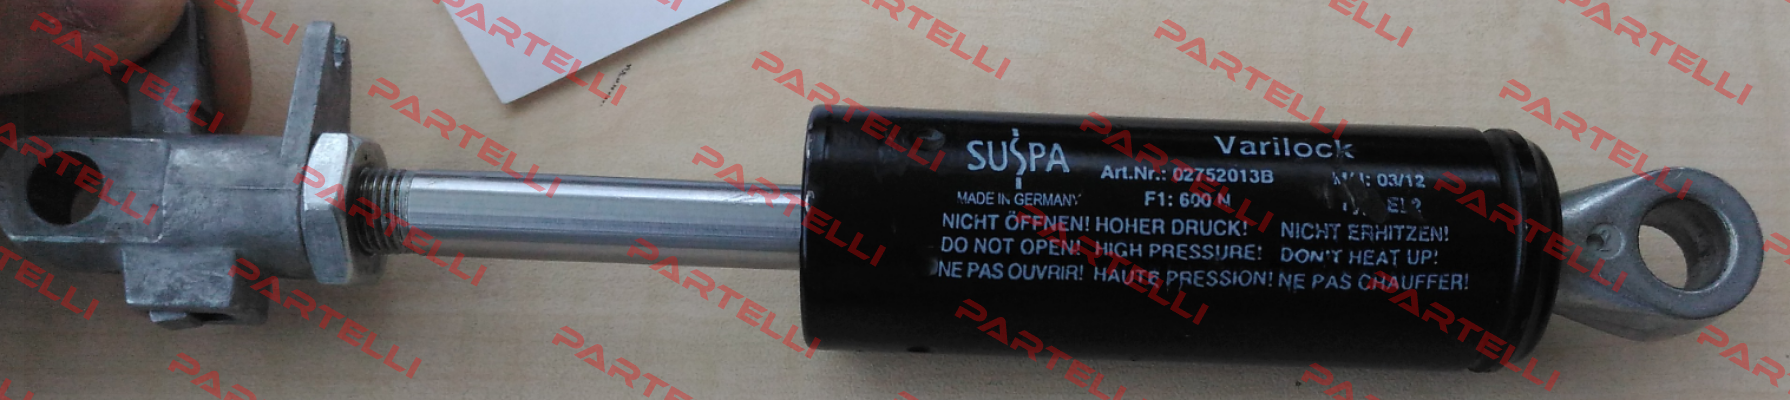 SUSPA
Varilock
Art.Nr.: 02752013B
03/12
MADE IN GERMANY
F1: 600 N
NICHT ÖFFNEN! HOHER DRUCK! NICHT ERHITZEN!
DO NOT OPEN! HIGH PRESSURE! DON'T HEAT UP!
NE PAS OUVRIR! HAUTE PRESSION! NE PAS CHAUFFER!
PARTELLI